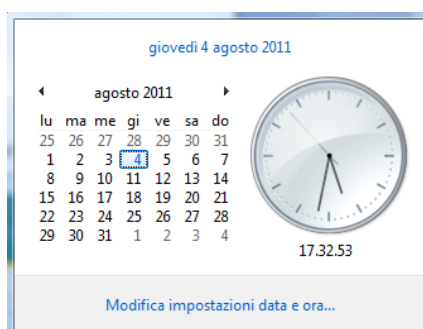 giovedì 4 agosto 2011
agosto 2011
lu ma me gi ve sa do
25 26 27 28 29 30 31
1 2 3 4 5 6 7
8 9 10 11 12 13 14
15 16 17 18 19 20 21
22 23 24 25 26 27 28
29 30 31 1 2 3 4
17.32.53
Modifica impostazioni data e ora...